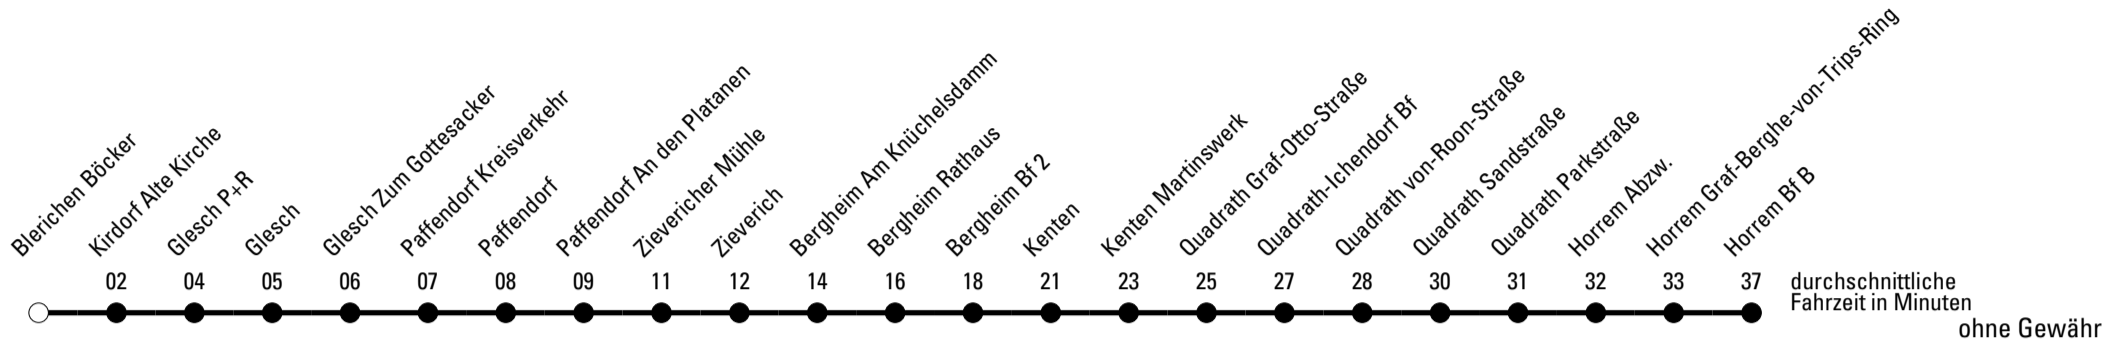 Blerichen Böcker
Kirdorf Alte Kirche
Glesch P+R
Glesch
Glesch Zum Gottesacker
Paffendorf Kreisverkehr
Paffendorf
Paffendorf An den Platanen
Zievericher Mühle
Zieverich
Bergheim Am Knüchelsdamm
Bergheim Rathaus
Bergheim Bf 2
Kenten
Kenten Martinswerk
Quadrath Graf-Otto-Straße
Quadrath-Ichendorf Bf
Quadrath von-Roon-Straße
Quadrath Sandstraße
Quadrath Parkstraße
Horrem Abzw.
Horrem Graf-Berghe-von-Trips-Ring
Horrem Bf B
02 04 05 06 07 08 09 11 12 14 16 18 21 23 25 27 28 30 31 32 33 37
durchschnittliche
Fahrzeit in Minuten
ohne Gewähr